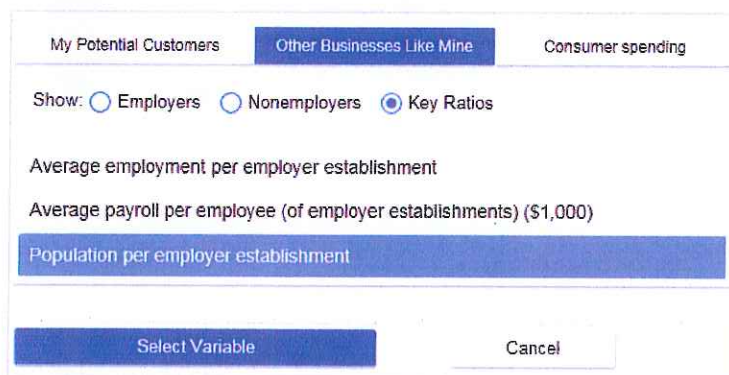 My Potential Customers Other Businesses Like Mine Consumer spending
Show: Employers Nonemployers Key Ratios
Average employment per employer establishment
Average payroll per employee (of employer establishments) ($1,000)
Population per employer establishment
Select Variable Cancel